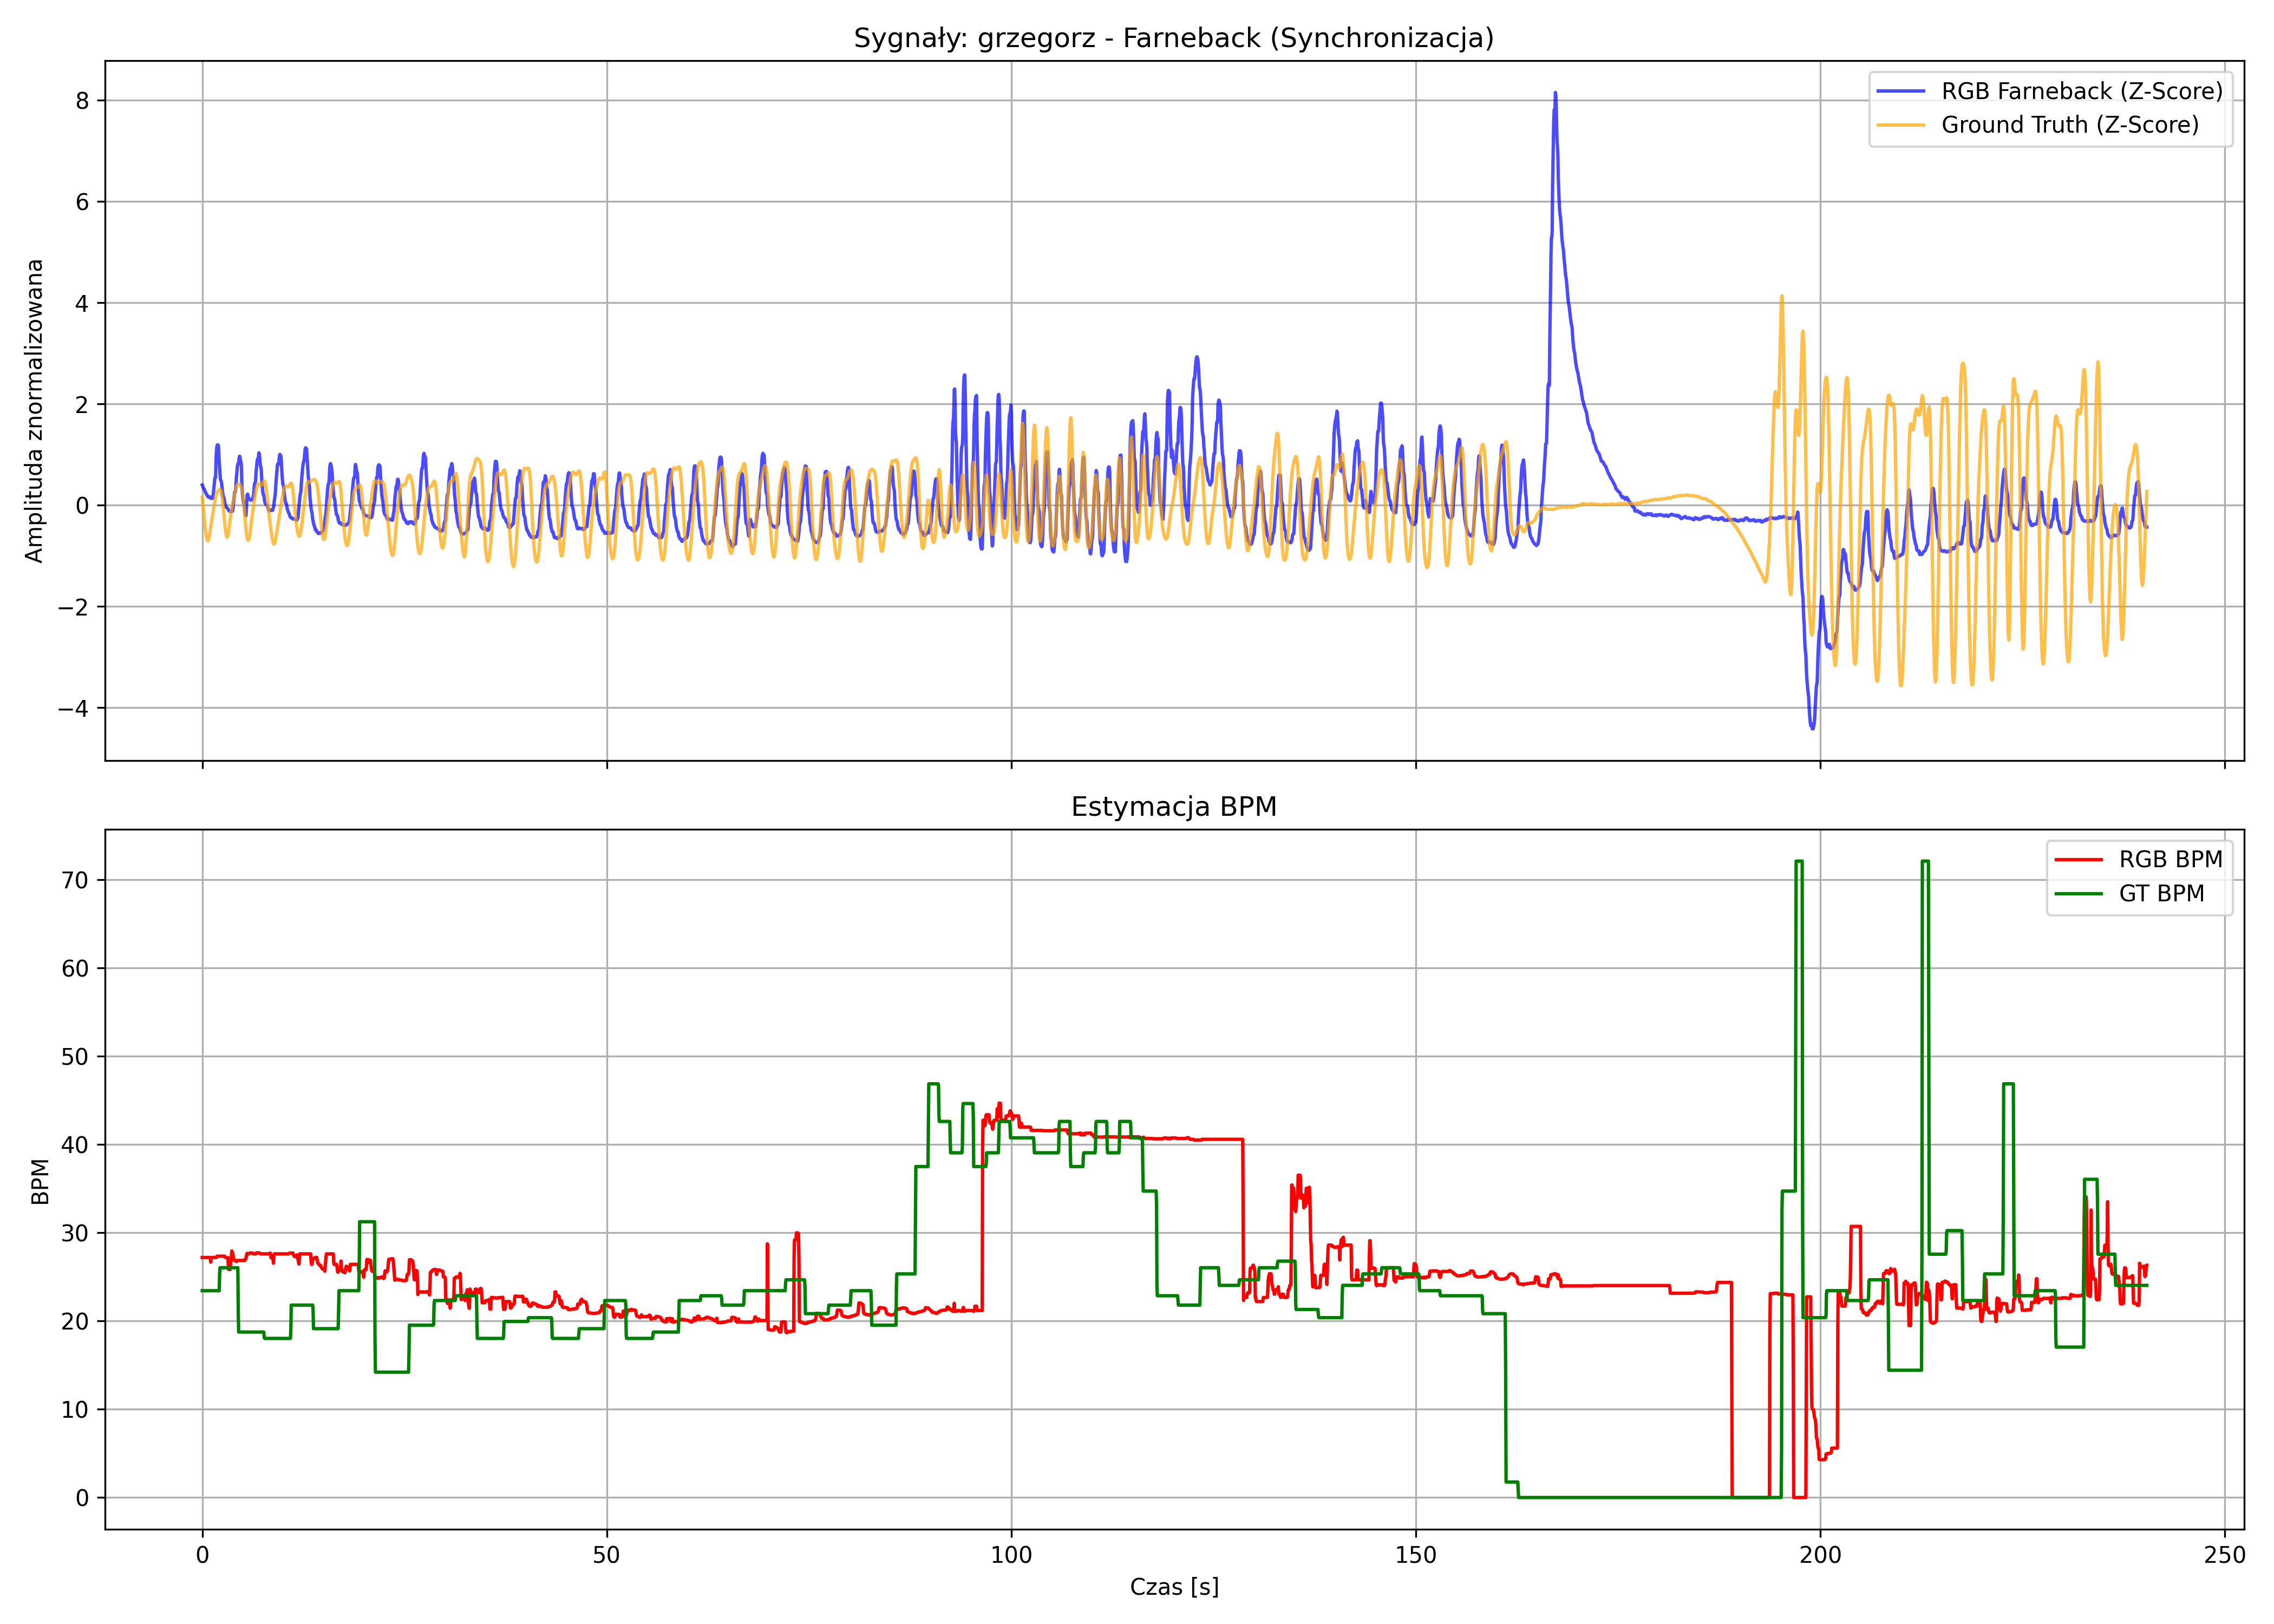 Sygnały: grzegorz - Farneback (Synchronizacja)
RGB Farneback (Z-Score)
Ground Truth (Z-Score)
Amplituda znormalizowana
8
6
4
2
0
−2
−4
Estymacja BPM
RGB BPM
GT BPM
BPM
70
60
50
40
30
20
10
0
0 50 100 150 200 250
Czas [s]